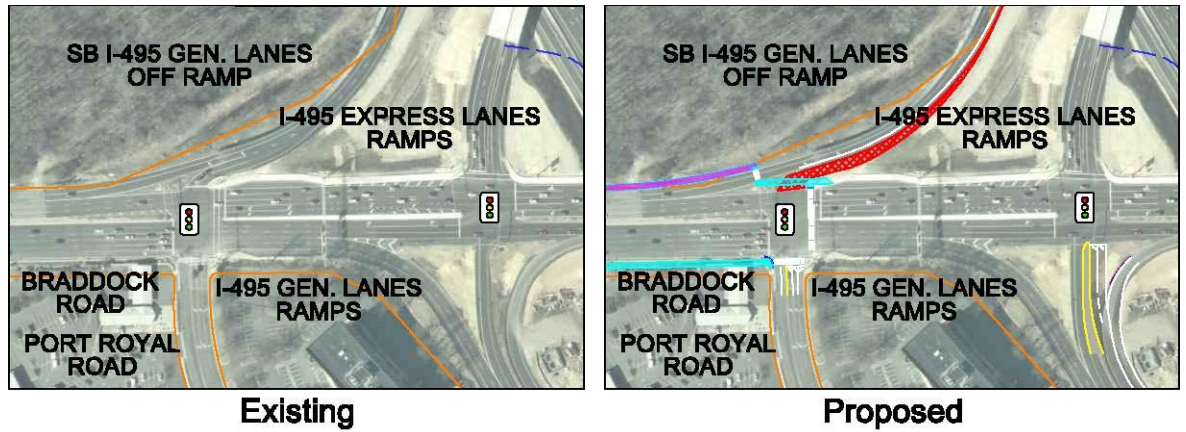 SB I-495 GEN. LANES
OFF RAMP
I-495 EXPRESS LANES
RAMPS
BRADDOCK
ROAD
I-495 GEN. LANES
RAMPS
PORT ROYAL
ROAD
Existing
SB I-495 GEN. LANES
OFF RAMP
I-495 EXPRESS LANES
RAMPS
BRADDOCK
ROAD
I-495 GEN. LANES
RAMPS
PORT ROYAL
ROAD
Proposed